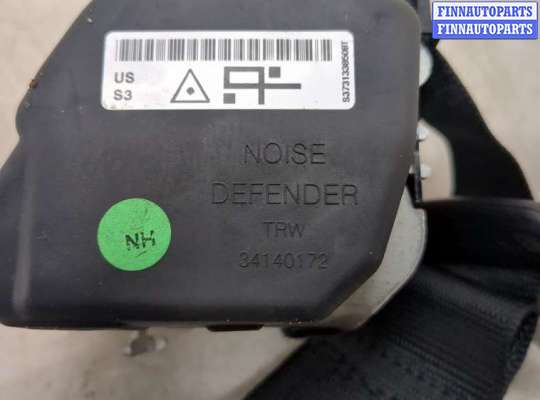 FINNAUTOPARTS
FINNAUTOPARTS
US
S3
NOISE
DEFENDER
TRW
34140172
NH